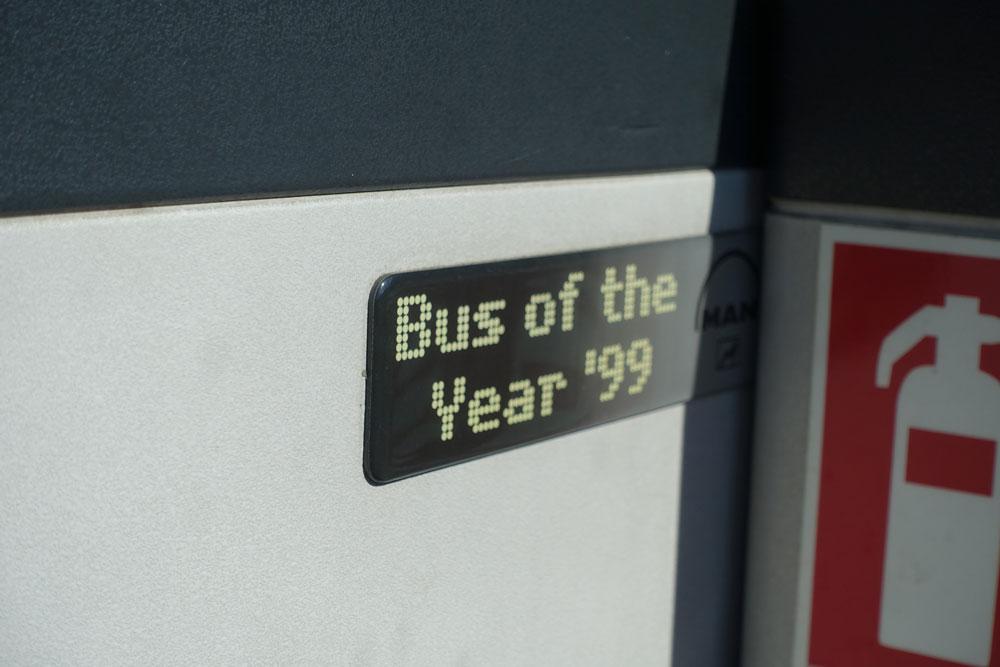 Bus of the
Year '99
MAN